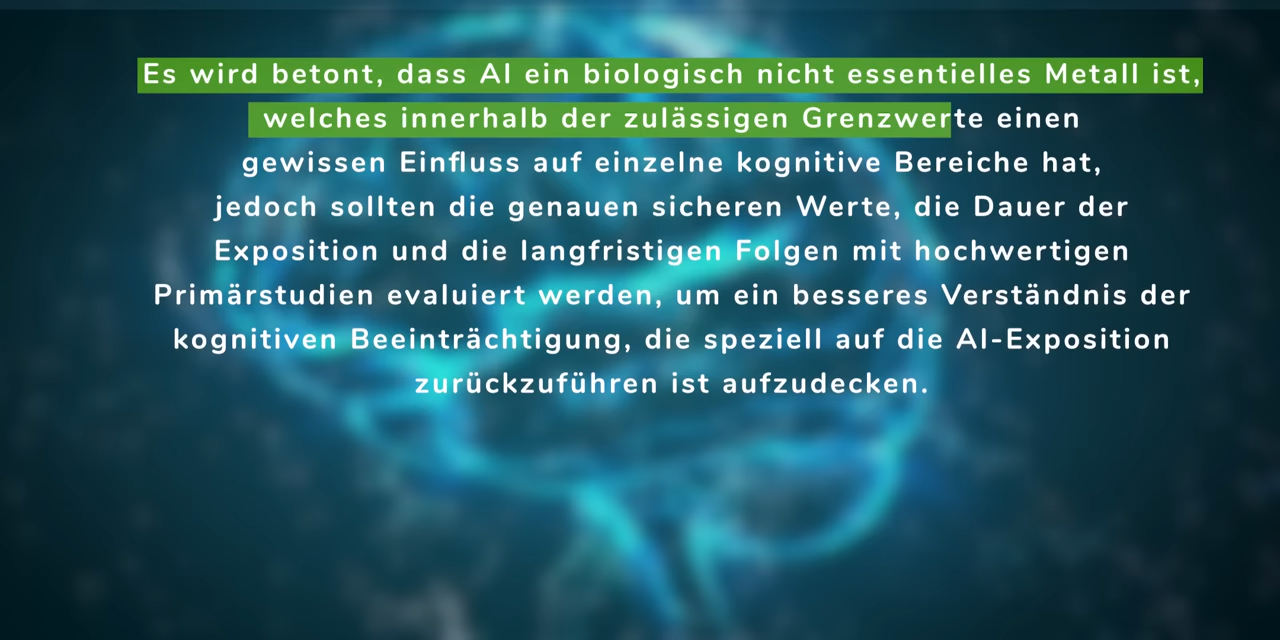 Es wird betont, dass Al ein biologisch nicht essentielles Metall ist,
welches innerhalb der zulässigen Grenzwerte einen
gewissen Einfluss auf einzelne kognitive Bereiche hat,
jedoch sollten die genauen sicheren Werte, die Dauer der
Exposition und die langfristigen Folgen mit hochwertigen
Primärstudien evaluiert werden, um ein besseres Verständnis der
kognitiven Beeinträchtigung, die speziell auf die Al-Exposition
zurückzuführen ist aufzudecken.